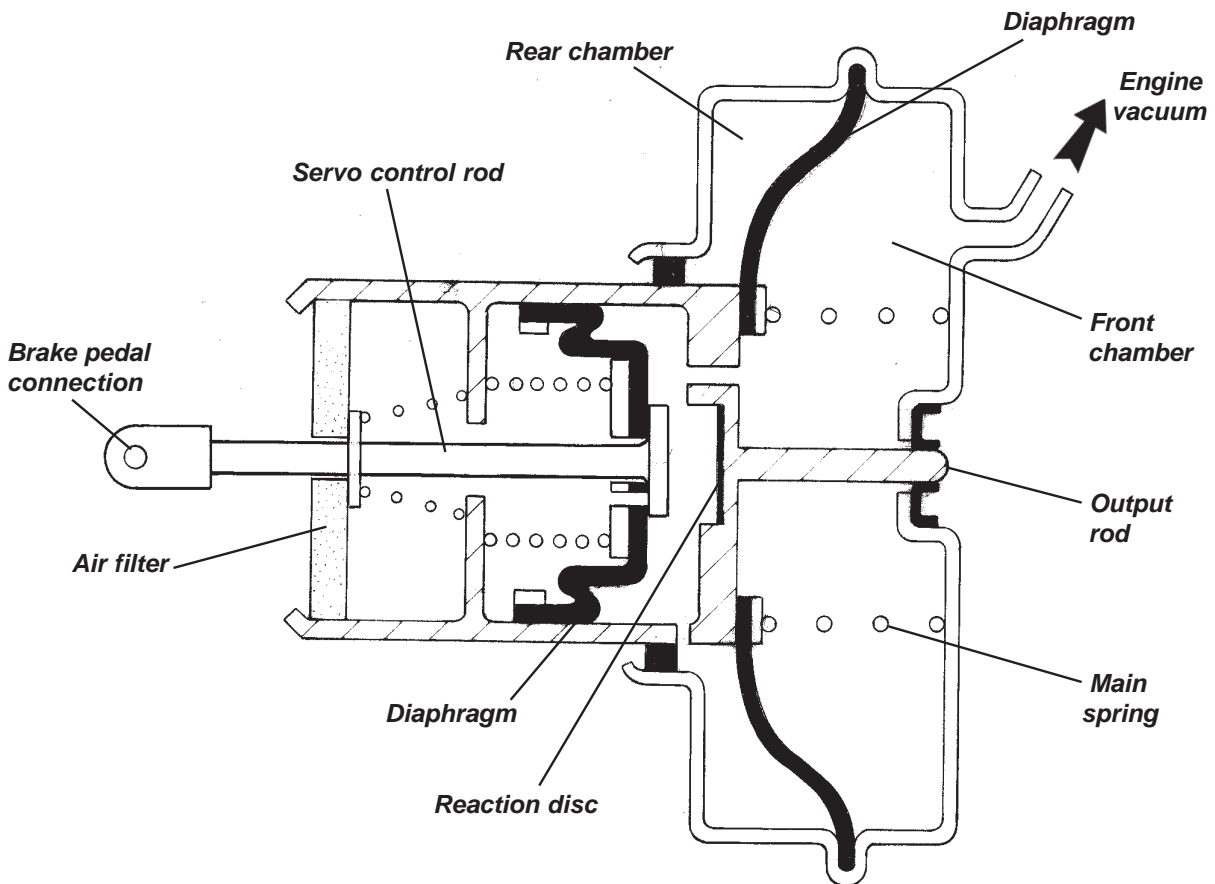 Diaphragm
Rear chamber
Engine
vacuum
Servo control rod
Front
chamber
Brake pedal
connection
Output
rod
Air filter
Main
spring
Diaphragm
Reaction disc